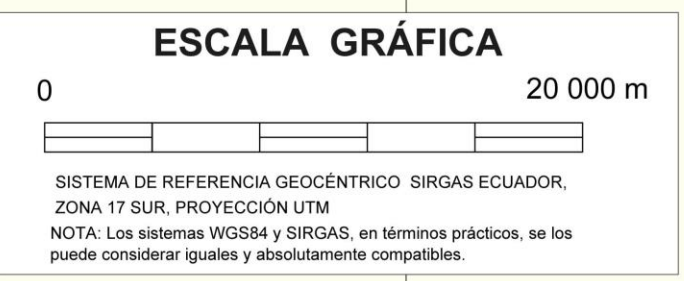 ESCALA GRÁFICA
0 20 000 m
SISTEMA DE REFERENCIA GEOCÉNTRICO SIRGAS ECUADOR,
ZONA 17 SUR, PROYECCIÓN UTM
NOTA: Los sistemas WGS84 y SIRGAS, en términos prácticos, se los
puede considerar iguales y absolutamente compatibles.